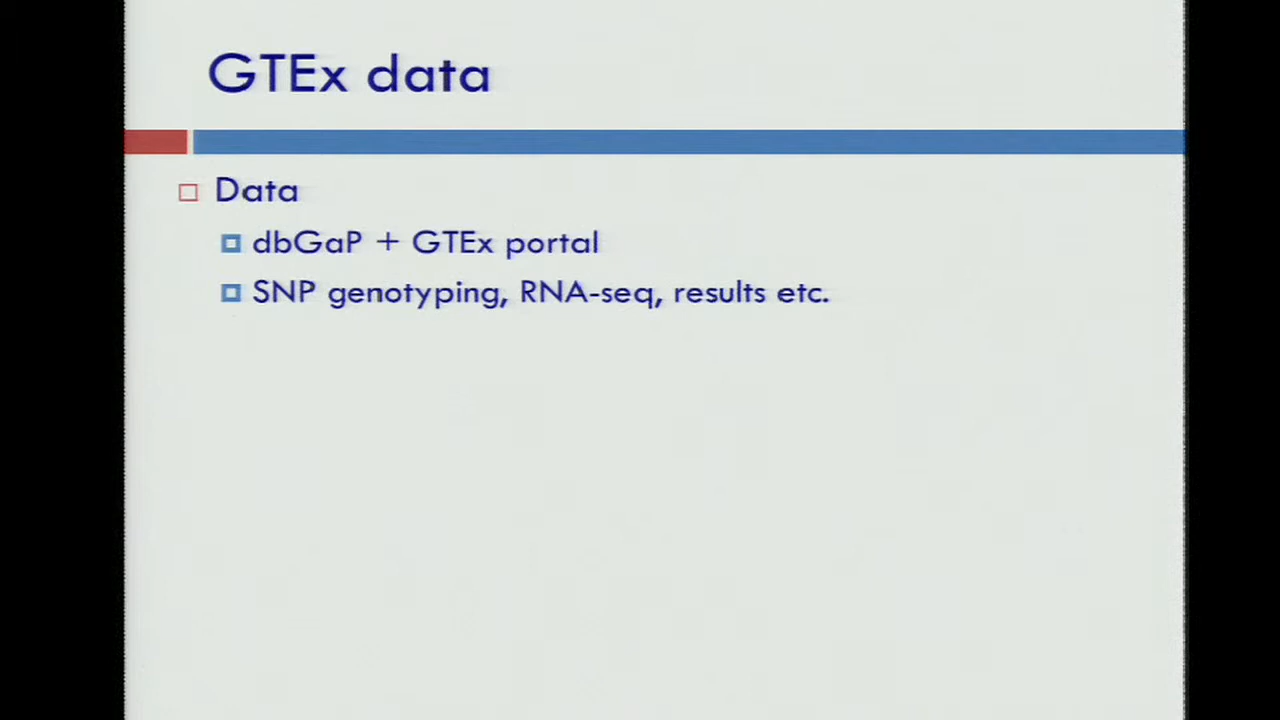 GTEx data
Data
dbGaP + GTEx portal
SNP genotyping, RNA-seq, results etc.